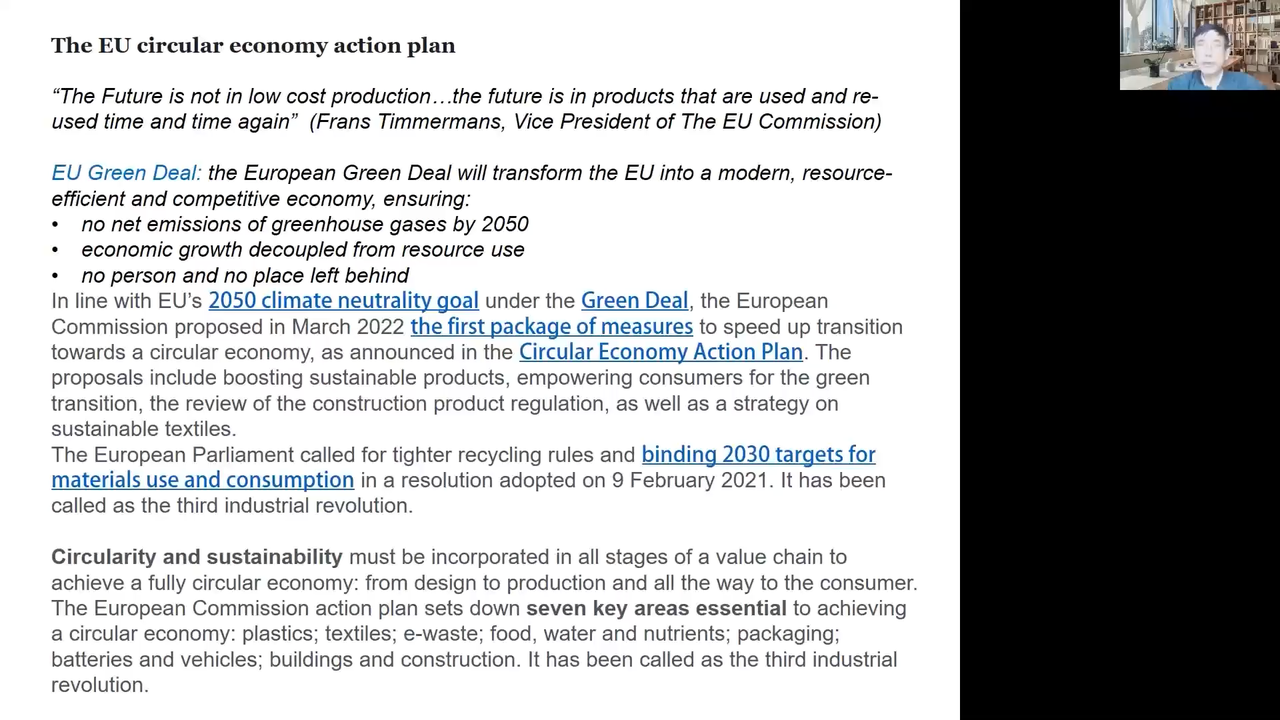 The EU circular economy action plan
“The Future is not in low cost production…the future is in products that are used and re-
used time and time again”  (Frans Timmermans, Vice President of The EU Commission)
EU Green Deal: the European Green Deal will transform the EU into a modern, resource-
efficient and competitive economy, ensuring:
• no net emissions of greenhouse gases by 2050
• economic growth decoupled from resource use
• no person and no place left behind
In line with EU’s 2050 climate neutrality goal under the Green Deal, the European
Commission proposed in March 2022 the first package of measures to speed up transition
towards a circular economy, as announced in the Circular Economy Action Plan. The
proposals include boosting sustainable products, empowering consumers for the green
transition, the review of the construction product regulation, as well as a strategy on
sustainable textiles.
The European Parliament called for tighter recycling rules and binding 2030 targets for
materials use and consumption in a resolution adopted on 9 February 2021. It has been
called as the third industrial revolution.
Circularity and sustainability must be incorporated in all stages of a value chain to
achieve a fully circular economy: from design to production and all the way to the consumer.
The European Commission action plan sets down seven key areas essential to achieving
a circular economy: plastics; textiles; e-waste; food, water and nutrients; packaging;
batteries and vehicles; buildings and construction. It has been called as the third industrial
revolution.